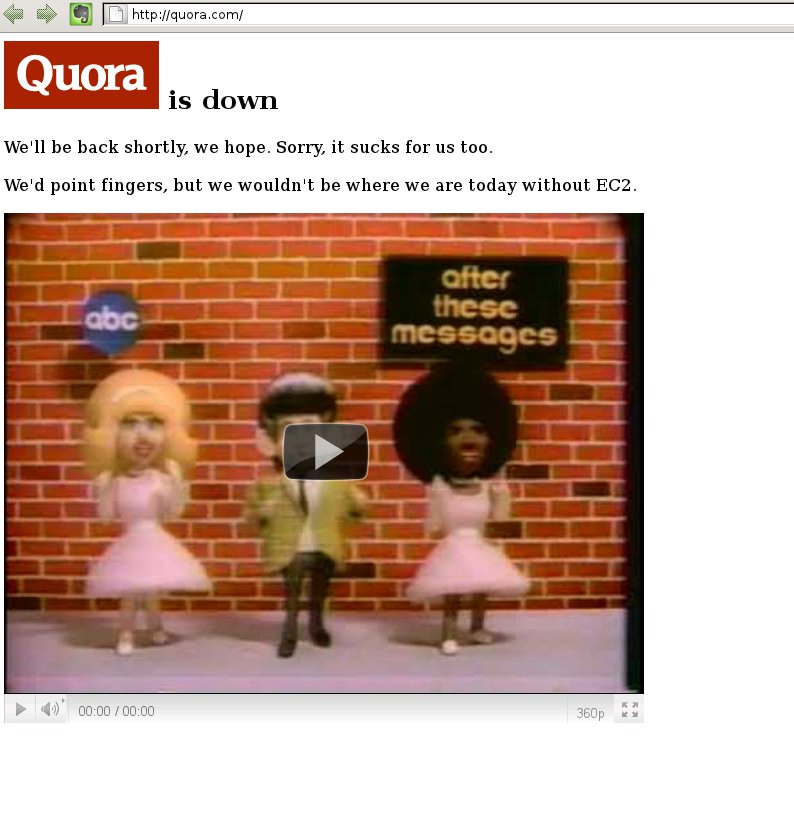 http://quora.com/
Quora is down
We'll be back shortly, we hope. Sorry, it sucks for us too.
We'd point fingers, but we wouldn't be where we are today without EC2.
abc
after
these
messages
00:00 / 00:00
360p